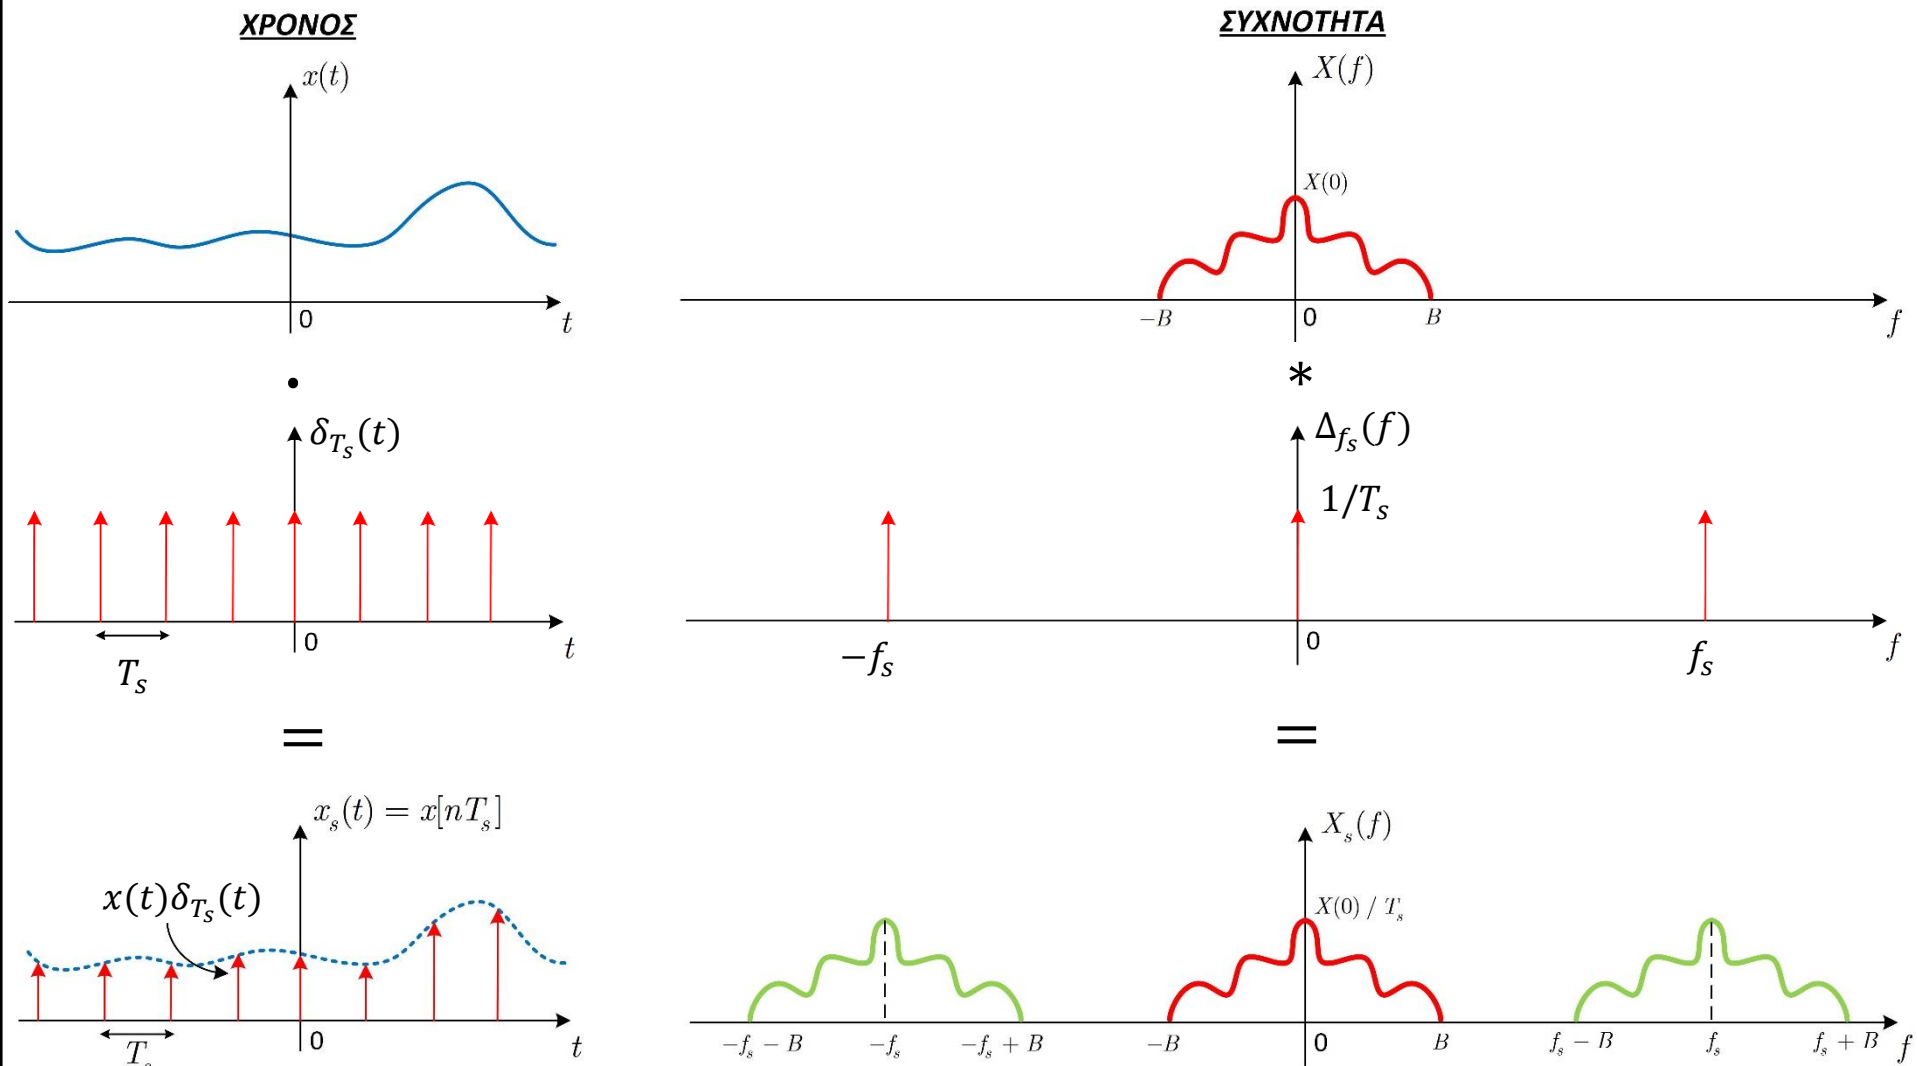 ΧΡΟΝΟΣ
x(t)
0
t
·
δ_{T_s}(t)
0
t
T_s
=
x_s(t) = x[nT_s]
x(t)δ_{T_s}(t)
0
t
T_s
ΣΥΧΝΟΤΗΤΑ
X(f)
X(0)
−B
0
B
f
*
Δ_{f_s}(f)
1/T_s
0
−f_s
f_s
f
=
X_s(f)
X(0) / T_s
−f_s − B
−f_s
−f_s + B
−B
0
B
f_s − B
f_s
f_s + B
f